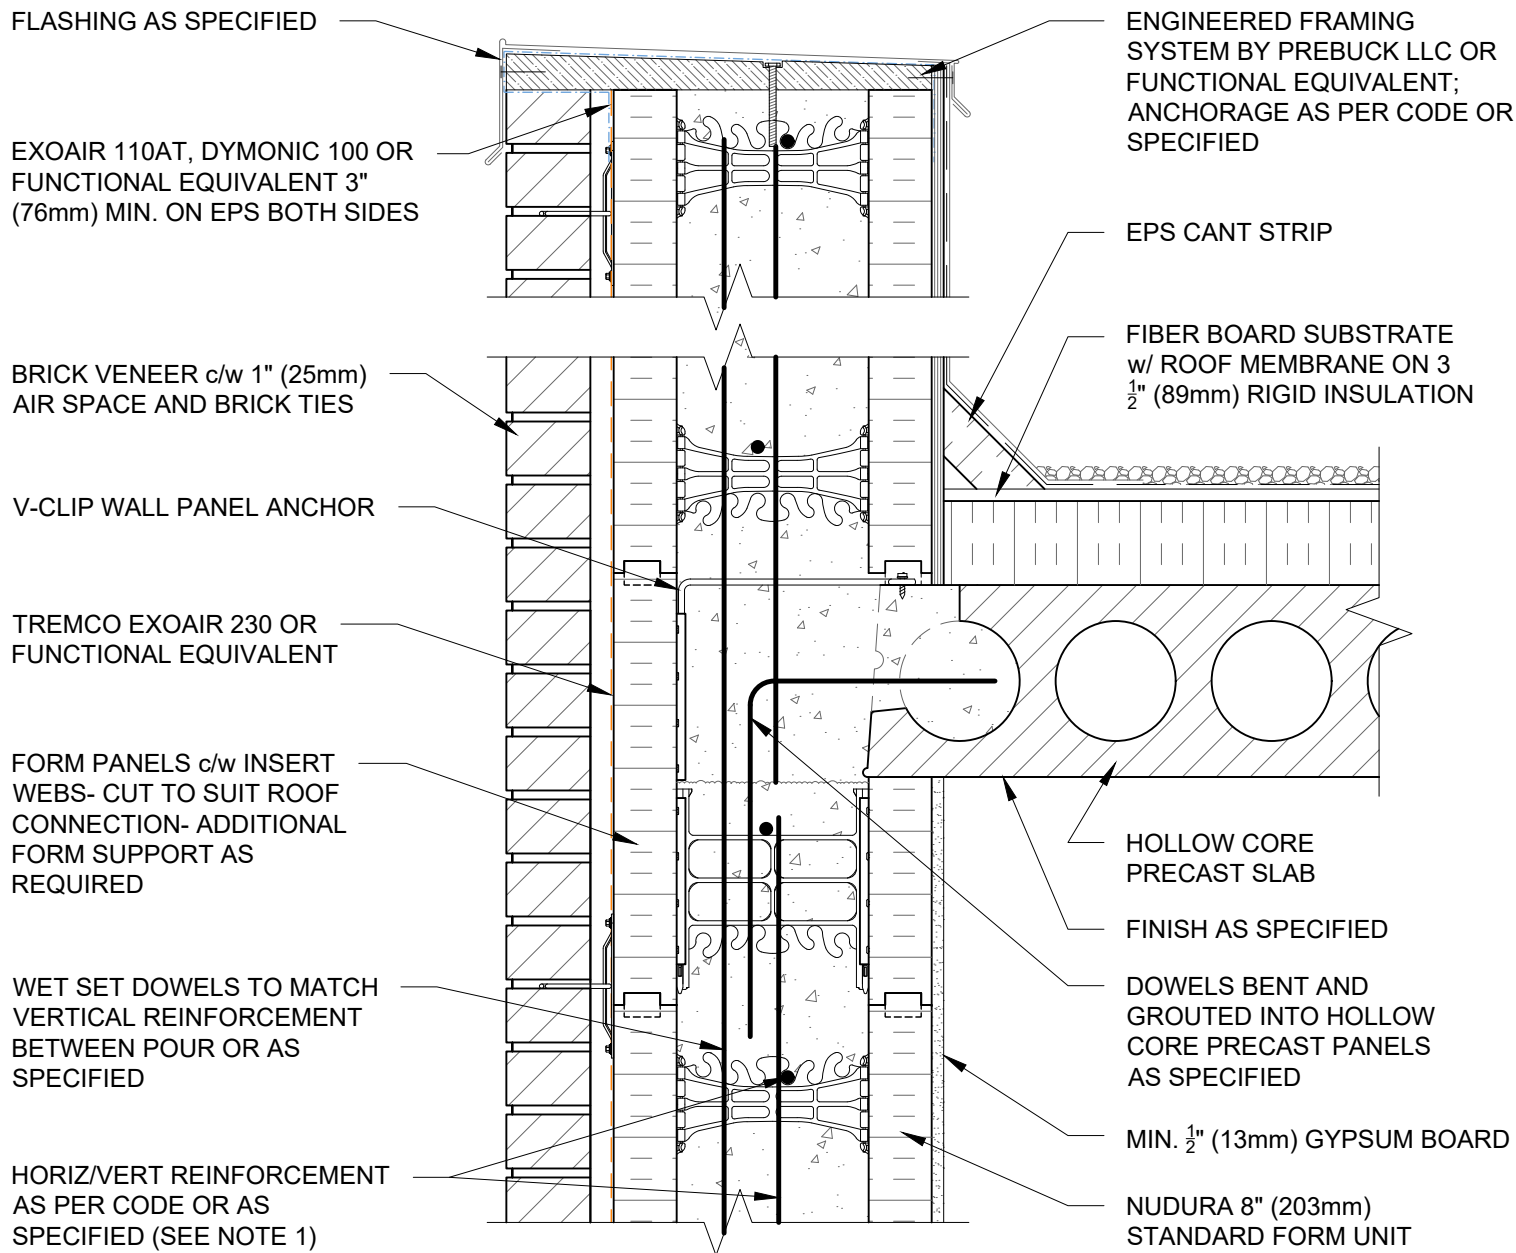 FLASHING AS SPECIFIED
EXOAIR 110AT, DYMONIC 100 OR
FUNCTIONAL EQUIVALENT 3"
(76mm) MIN. ON EPS BOTH SIDES
BRICK VENEER c/w 1" (25mm)
AIR SPACE AND BRICK TIES
V-CLIP WALL PANEL ANCHOR
TREMCO EXOAIR 230 OR
FUNCTIONAL EQUIVALENT
FORM PANELS c/w INSERT
WEBS- CUT TO SUIT ROOF
CONNECTION- ADDITIONAL
FORM SUPPORT AS
REQUIRED
WET SET DOWELS TO MATCH
VERTICAL REINFORCEMENT
BETWEEN POUR OR AS
SPECIFIED
HORIZ/VERT REINFORCEMENT
AS PER CODE OR AS
SPECIFIED (SEE NOTE 1)
ENGINEERED FRAMING
SYSTEM BY PREBUCK LLC OR
FUNCTIONAL EQUIVALENT;
ANCHORAGE AS PER CODE OR
SPECIFIED
EPS CANT STRIP
FIBER BOARD SUBSTRATE
w/ ROOF MEMBRANE ON 3
1/2" (89mm) RIGID INSULATION
HOLLOW CORE
PRECAST SLAB
FINISH AS SPECIFIED
DOWELS BENT AND
GROUTED INTO HOLLOW
CORE PRECAST PANELS
AS SPECIFIED
MIN. 1/2" (13mm) GYPSUM BOARD
NUDURA 8" (203mm)
STANDARD FORM UNIT